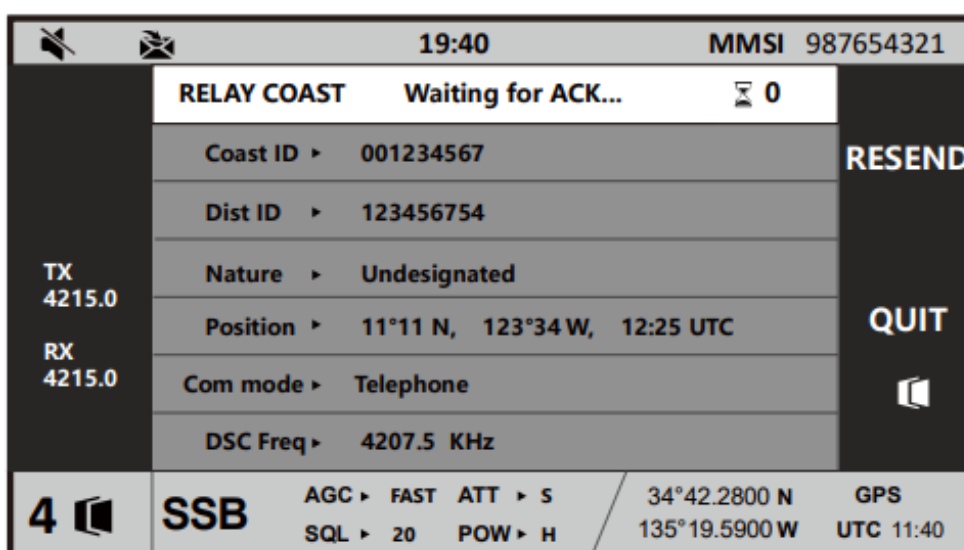 19:40 MMSI 987654321
RELAY COAST Waiting for ACK... 0
Coast ID ▸ 001234567
RESEND
Dist ID ▸ 123456754
Nature ▸ Undesignated
TX
4215.0
Position ▸ 11°11 N, 123°34 W, 12:25 UTC
QUIT
RX
4215.0
Com mode ▸ Telephone
DSC Freq ▸ 4207.5 KHz
4 SSB
AGC ▸ FAST ATT ▸ S
SQL ▸ 20 POW ▸ H
34°42.2800 N
135°19.5900 W
GPS
UTC 11:40